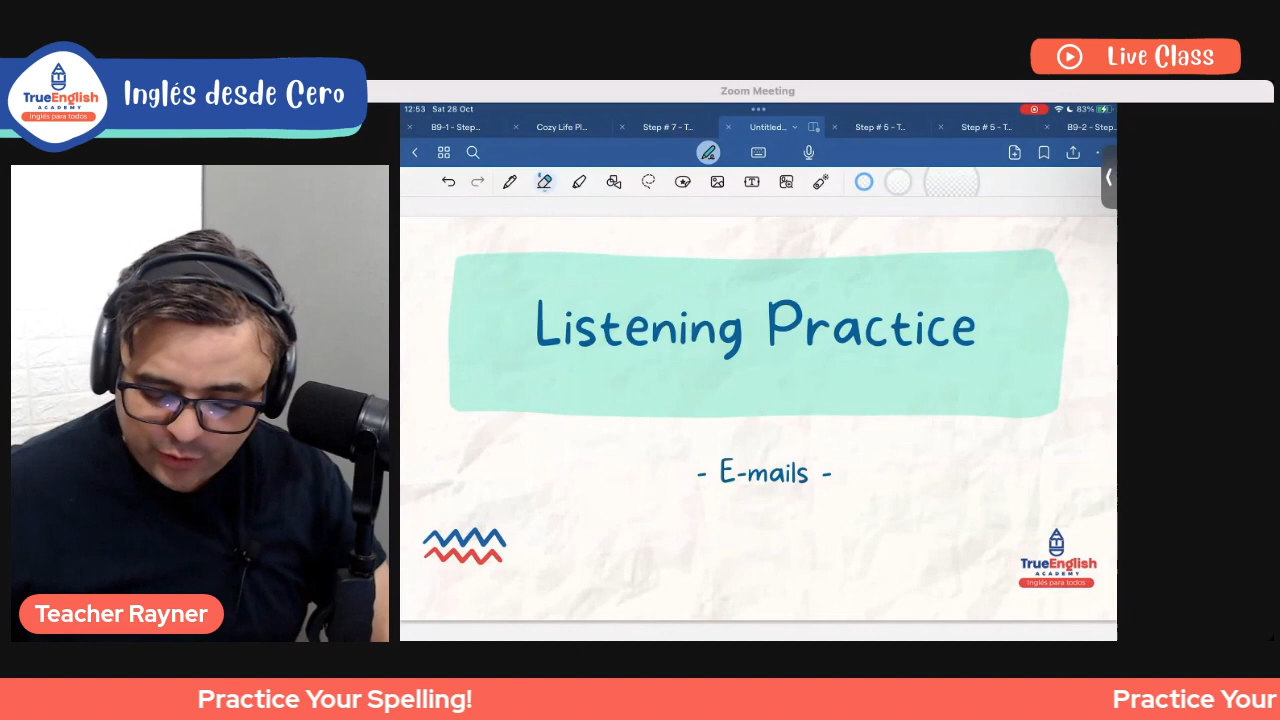 Inglés desde Cero
TrueEnglish
ACADEMY
Inglés para todos
Live Class
Zoom Meeting
12:53 Sat 28 Oct
83%
B9-1 - Step...
Cozy Life Pl...
Step # 7 - T...
Untitled...
Step # 5 - T...
Step # 5 - T...
B9-2 - Step...
Listening Practice
- E-mails -
TrueEnglish
ACADEMY
Inglés para todos
Teacher Rayner
Practice Your Spelling!
Practice Your